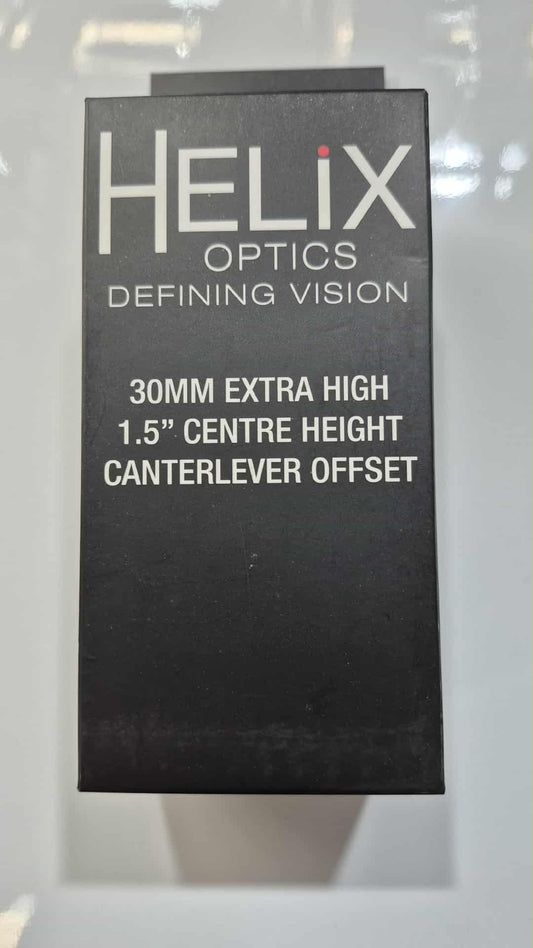 HELiX
OPTICS
DEFINING VISION
30MM EXTRA HIGH
1.5” CENTRE HEIGHT
CANTERLEVER OFFSET